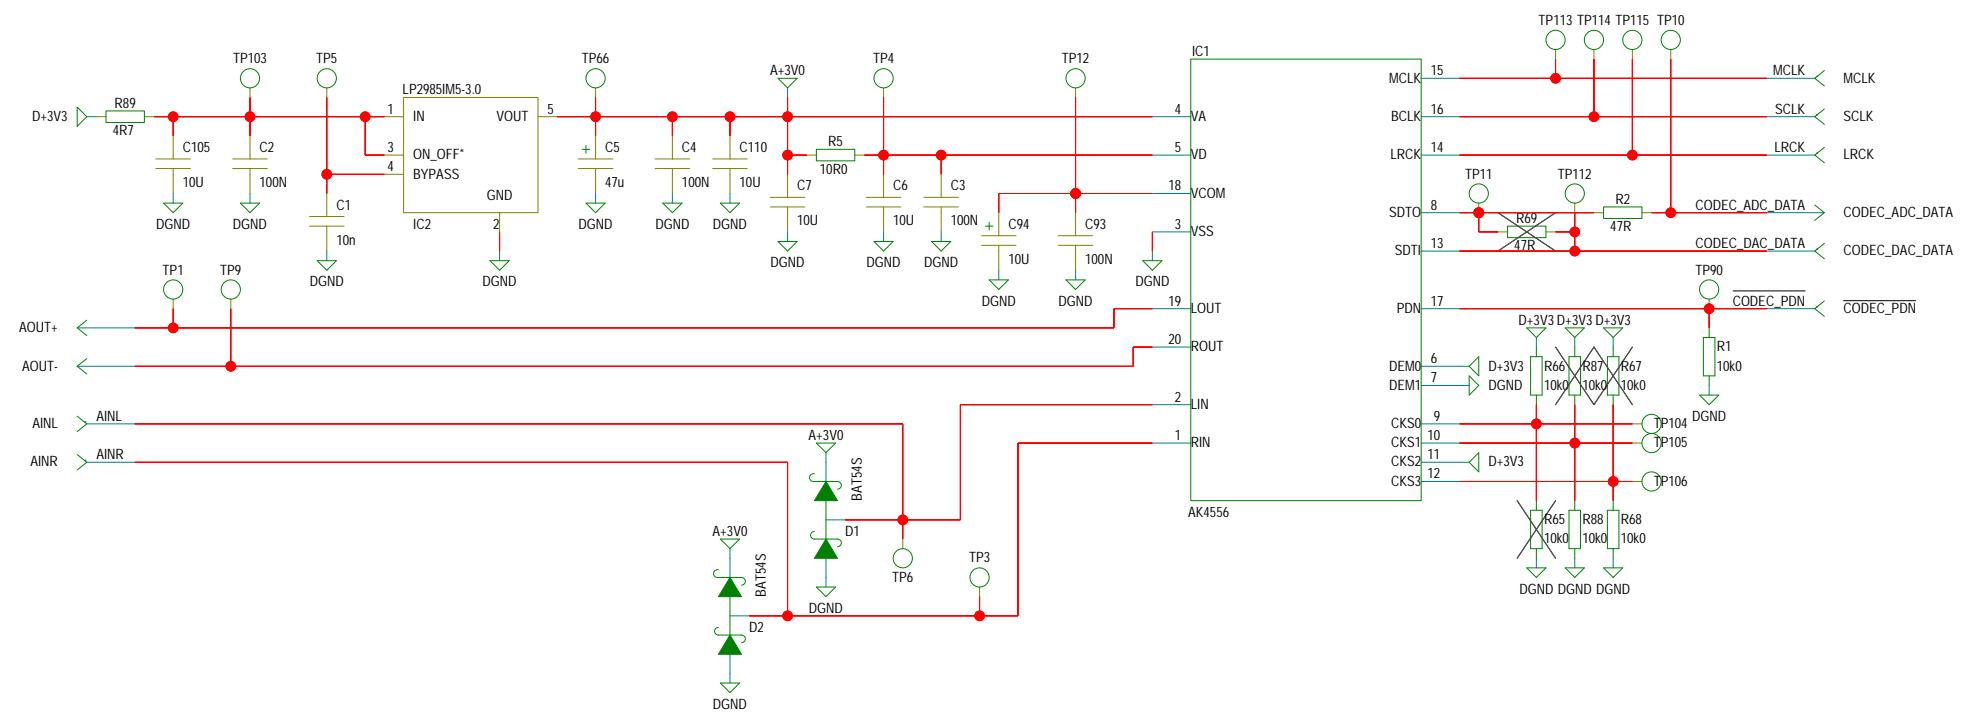 TP113 TP114 TP115 TP10
IC1
TP103 TP5 TP66 TP4 TP12
A+3V0
MCLK 15 MCLK MCLK
LP2985IM5-3.0
D+3V3 R89 4R7
1 IN VOUT 5
4 VA
BCLK 16 SCLK SCLK
C105 10U
C2 100N
3 ON_OFF*
4 BYPASS
GND
2
IC2
C5 + 47u
C4 100N
C110 10U
R5 10R0
5 VD
LRCK 14 LRCK LRCK
DGND DGND
C1 10n
DGND
DGND
DGND DGND DGND
C7 10U
DGND
C6 10U
DGND
C3 100N
DGND
18 VCOM
C94 + 10U
DGND
C93 100N
DGND
3 VSS
DGND
TP11 TP112
SDTO 8 R2 47R CODEC_ADC_DATA CODEC_ADC_DATA
R69 47R
SDTI 13 CODEC_DAC_DATA CODEC_DAC_DATA
TP1 TP9
TP90
19 LOUT
PDN 17 CODEC_PDN CODEC_PDN
AOUT+
20 ROUT
D+3V3 D+3V3 D+3V3
R1 10k0
DGND
AOUT-
DEM0 6 D+3V3
DEM1 7 DGND
R66 10k0
R87 10k0
R67 10k0
2 LIN
AINL AINL
CKS0 9 TP104
A+3V0
1 RIN
CKS1 10 TP105
AINR AINR
CKS2 11 D+3V3
CKS3 12 TP106
BAT54S
D1
AK4556
R65 10k0
R88 10k0
R68 10k0
A+3V0
BAT54S
TP6
TP3
DGND DGND DGND
DGND
D2
DGND